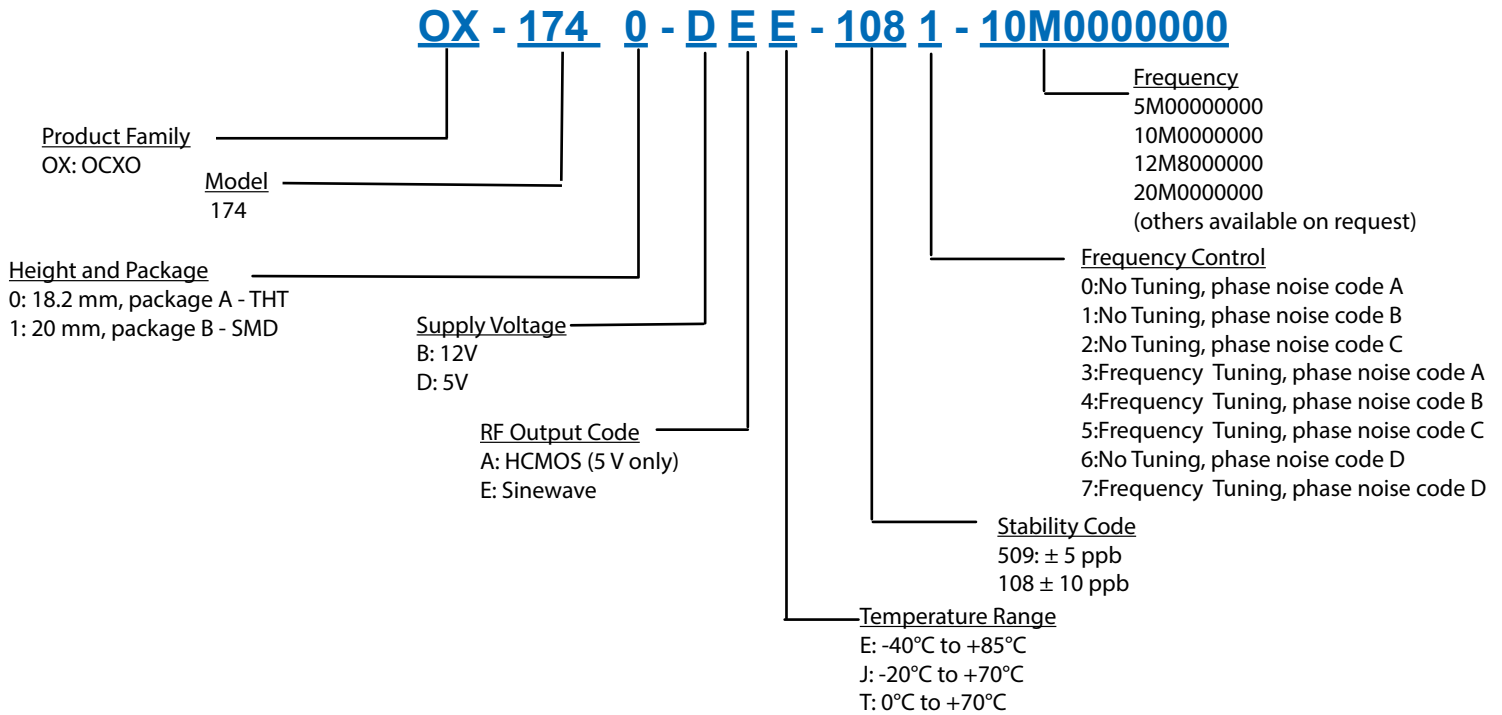 OX - 174 0 - D E E - 108 1 - 10M0000000
Product Family
OX: OCXO
Model
174
Height and Package
0: 18.2 mm, package A - THT
1: 20 mm, package B - SMD
Supply Voltage
B: 12V
D: 5V
RF Output Code
A: HCMOS (5 V only)
E: Sinewave
Temperature Range
E: -40°C to +85°C
J: -20°C to +70°C
T: 0°C to +70°C
Stability Code
509: ± 5 ppb
108 ± 10 ppb
Frequency Control
0:No Tuning, phase noise code A
1:No Tuning, phase noise code B
2:No Tuning, phase noise code C
3:Frequency Tuning, phase noise code A
4:Frequency Tuning, phase noise code B
5:Frequency Tuning, phase noise code C
6:No Tuning, phase noise code D
7:Frequency Tuning, phase noise code D
Frequency
5M00000000
10M0000000
12M8000000
20M0000000
(others available on request)